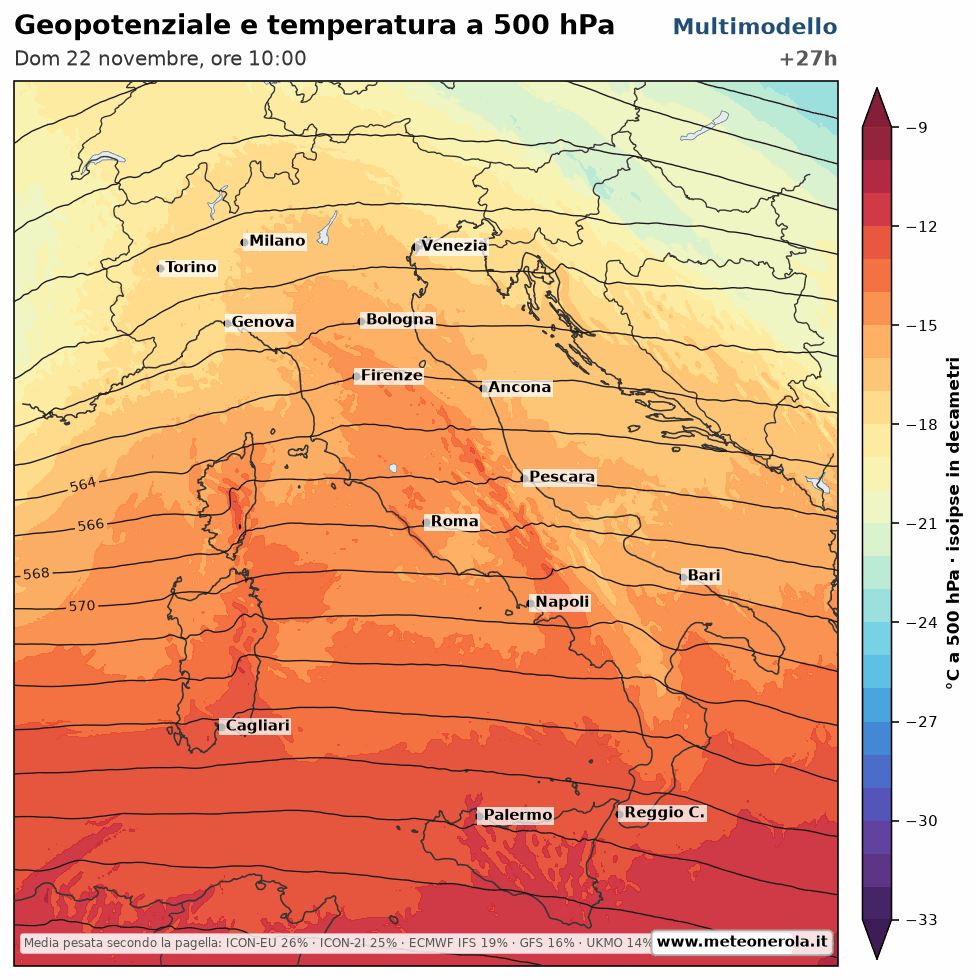 Geopotenziale e temperatura a 500 hPa
Multimodello
Dom 22 novembre, ore 10:00
+27h
Milano
Venezia
Torino
Genova
Bologna
Firenze
Ancona
564
Pescara
566
Roma
568
Bari
570
Napoli
Cagliari
Palermo
Reggio C.
−9
−12
−15
−18
−21
−24
−27
−30
−33
°C a 500 hPa · isoipse in decametri
Media pesata secondo la pagella: ICON-EU 26% · ICON-2I 25% · ECMWF IFS 19% · GFS 16% · UKMO 14%
www.meteonerola.it